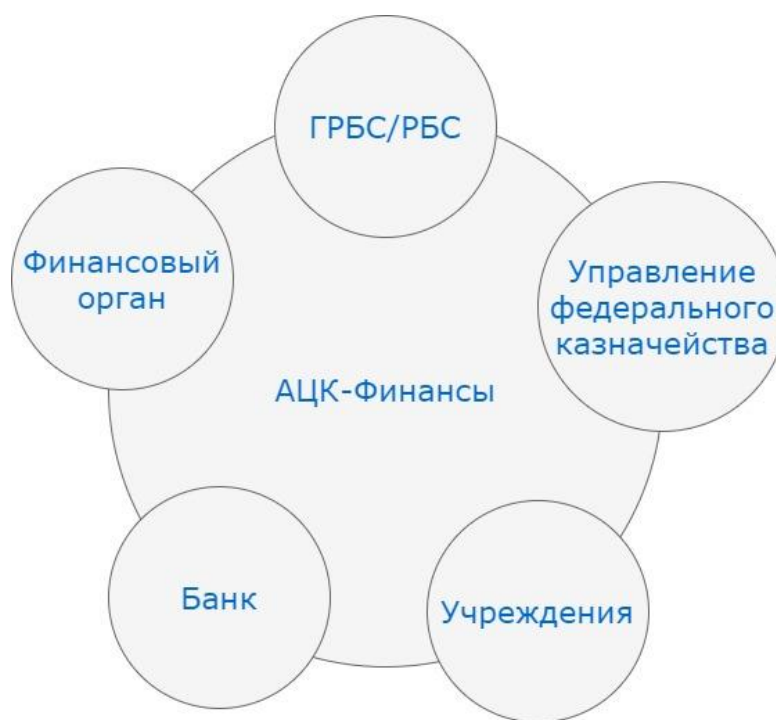 ГРБС/РБС
Финансовый
орган
Управление
федерального
казначейства
АЦК-Финансы
Банк
Учреждения